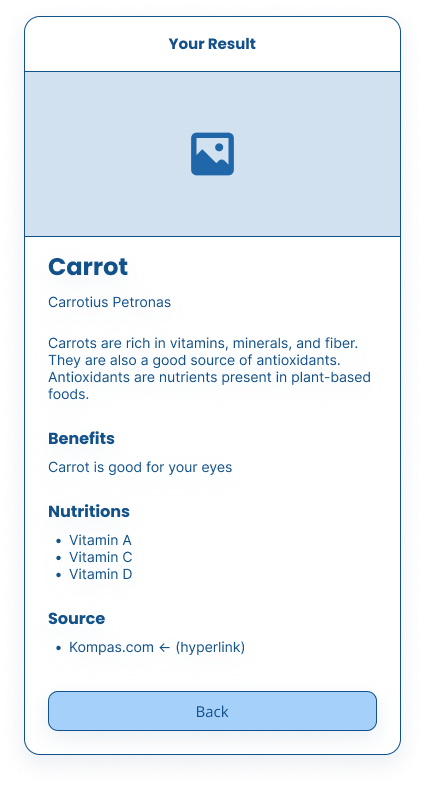 Your Result
Carrot
Carrotius Petronas
Carrots are rich in vitamins, minerals, and fiber.
They are also a good source of antioxidants.
Antioxidants are nutrients present in plant-based
foods.
Benefits
Carrot is good for your eyes
Nutritions
• Vitamin A
• Vitamin C
• Vitamin D
Source
• Kompas.com ← (hyperlink)
Back